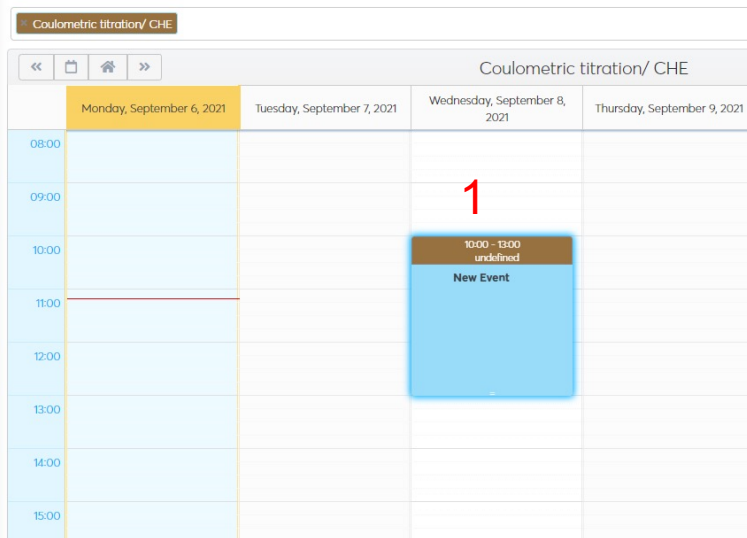 × Coulometric titration/ CHE
Coulometric titration/ CHE
Monday, September 6, 2021
Tuesday, September 7, 2021
Wednesday, September 8,
2021
Thursday, September 9, 2021
08:00
09:00
1
10:00
10:00 - 13:00
undefined
New Event
11:00
12:00
13:00
14:00
15:00